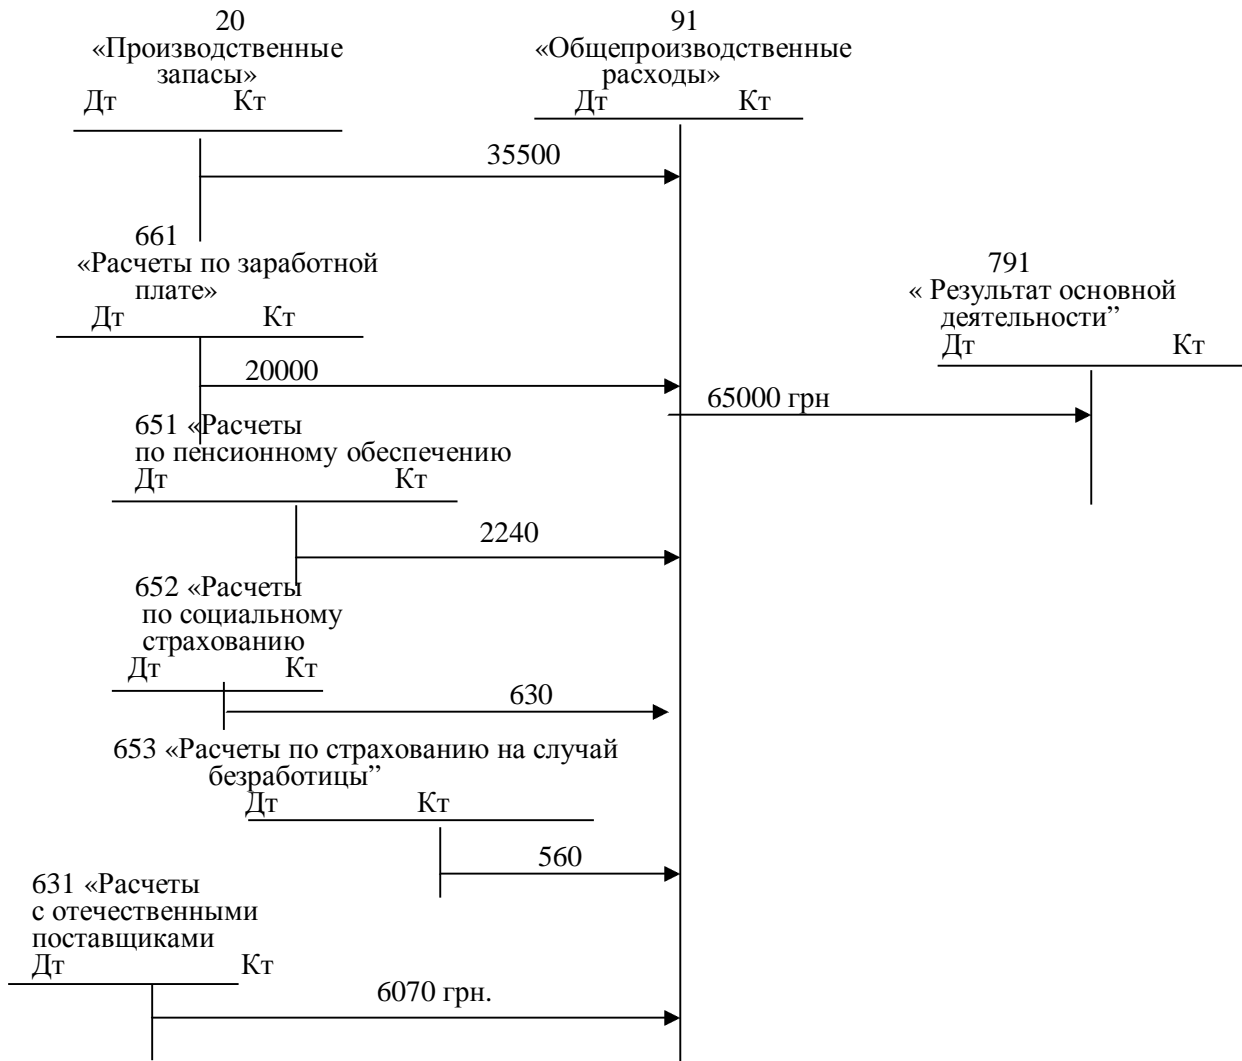 20
«Производственные
запасы»
Дт Кт
91
«Общепроизводственные
расходы»
Дт Кт
35500
661
«Расчеты по заработной
плате»
Дт Кт
20000
791
« Результат основной
деятельности”
Дт Кт
65000 грн
651 «Расчеты
по пенсионному обеспечению
Дт Кт
2240
652 «Расчеты
по социальному
страхованию
Дт Кт
630
653 «Расчеты по страхованию на случай
безработицы”
Дт Кт
560
631 «Расчеты
с отечественными
поставщиками
Дт Кт
6070 грн.